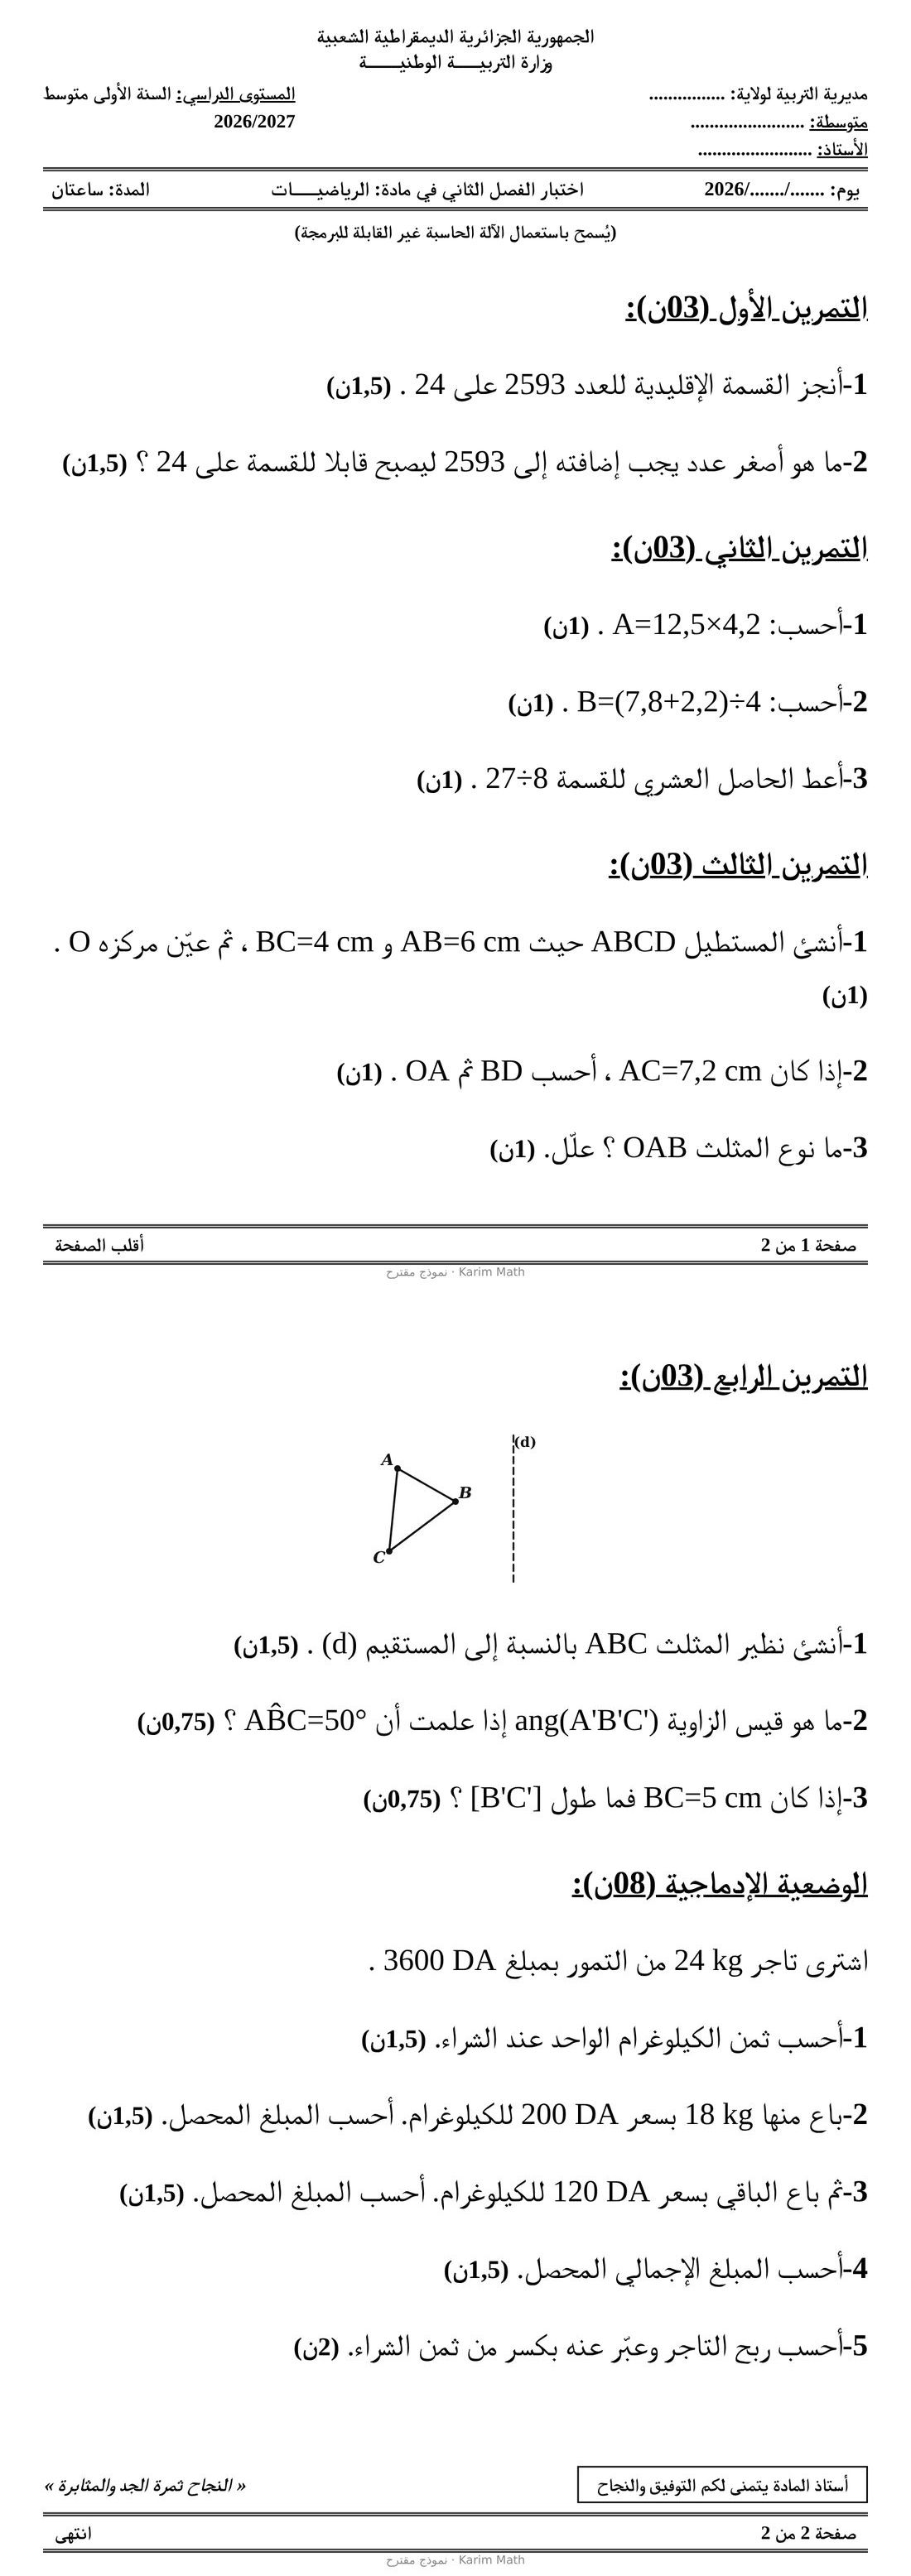 الجمهورية الجزائرية الديمقراطية الشعبية
وزارة التربيـــــة الوطنيـــــــة
مديرية التربية لولاية: ................
المستوى الدراسي: السنة الأولى متوسط
متوسطة: ........................
2026/2027
الأستاذ: ........................
يوم: ......./......./2026
اختبار الفصل الثاني في مادة: الرياضيـــــات
المدة: ساعتان
(يُسمح باستعمال الآلة الحاسبة غير القابلة للبرمجة)
التمرين الأول (03ن):
1-أنجز القسمة الإقليدية للعدد 2593 على 24 . (1,5ن)
2-ما هو أصغر عدد يجب إضافته إلى 2593 ليصبح قابلا للقسمة على 24 ؟ (1,5ن)
التمرين الثاني (03ن):
1-أحسب: A=12,5×4,2 . (1ن)
2-أحسب: B=(7,8+2,2)÷4 . (1ن)
3-أعط الحاصل العشري للقسمة 27÷8 . (1ن)
التمرين الثالث (03ن):
1-أنشئ المستطيل ABCD حيث AB=6 cm و BC=4 cm ، ثم عيّن مركزه O .
(1ن)
2-إذا كان AC=7,2 cm ، أحسب BD ثم OA . (1ن)
3-ما نوع المثلث OAB ؟ علّل. (1ن)
صفحة 1 من 2
أقلب الصفحة
Karim Math · نموذج مقترح
التمرين الرابع (03ن):
(d)
A
B
C
1-أنشئ نظير المثلث ABC بالنسبة إلى المستقيم (d) . (1,5ن)
2-ما هو قيس الزاوية ang(A'B'C') إذا علمت أن AB̂C=50° ؟ (0,75ن)
3-إذا كان BC=5 cm فما طول [B'C'] ؟ (0,75ن)
الوضعية الإدماجية (08ن):
اشترى تاجر 24 kg من التمور بمبلغ 3600 DA .
1-أحسب ثمن الكيلوغرام الواحد عند الشراء. (1,5ن)
2-باع منها 18 kg بسعر 200 DA للكيلوغرام. أحسب المبلغ المحصل. (1,5ن)
3-ثم باع الباقي بسعر 120 DA للكيلوغرام. أحسب المبلغ المحصل. (1,5ن)
4-أحسب المبلغ الإجمالي المحصل. (1,5ن)
5-أحسب ربح التاجر وعبّر عنه بكسر من ثمن الشراء. (2ن)
أستاذ المادة يتمنى لكم التوفيق والنجاح
« النجاح ثمرة الجد والمثابرة »
صفحة 2 من 2
انتهى
Karim Math · نموذج مقترح